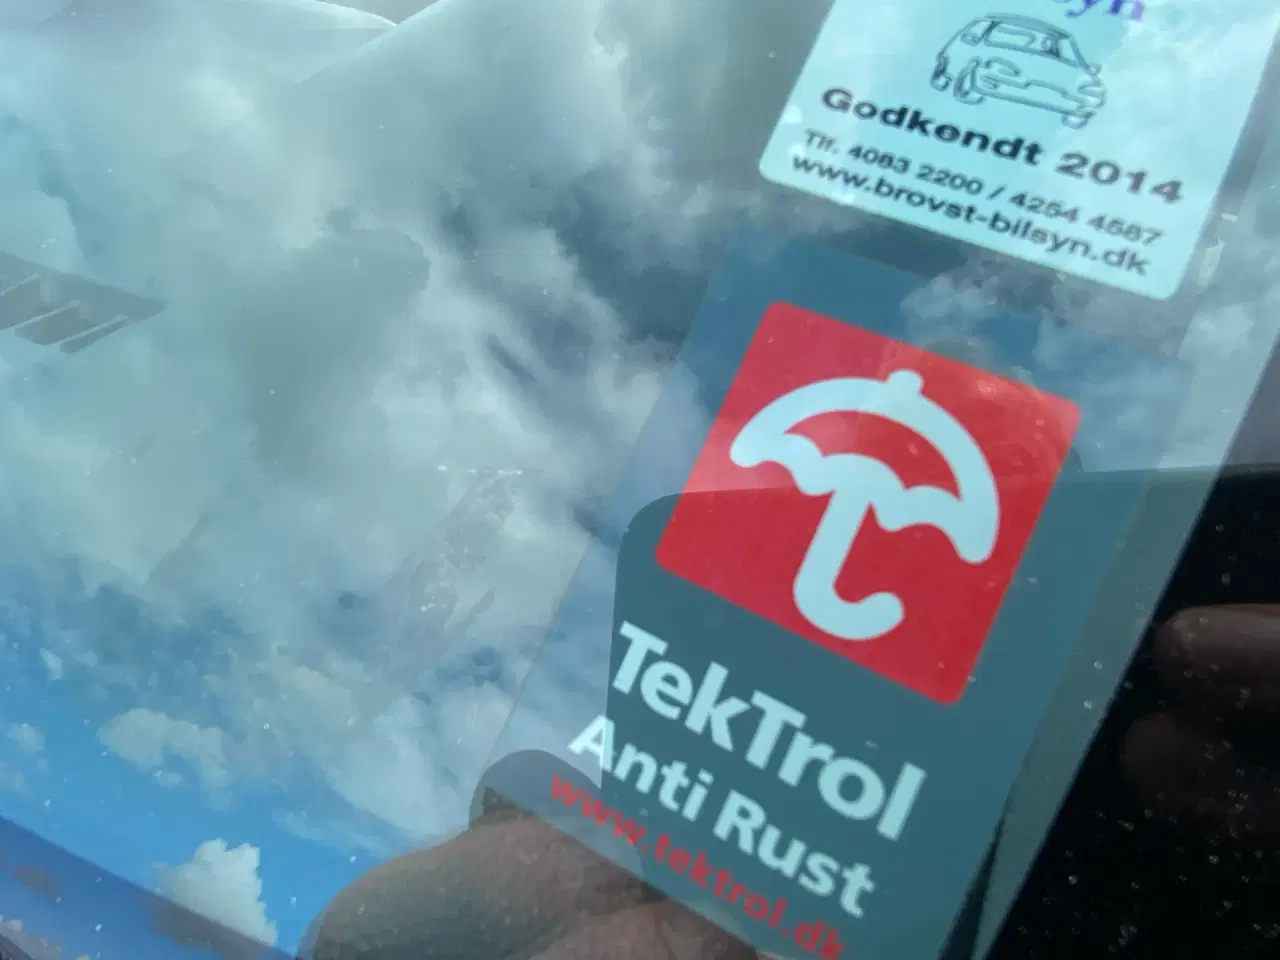 Godkendt 2014
Tlf. 4083 2200 / 4254 4587
www.brovst-bilsyn.dk
TekTrol
Anti Rust
www.tektrol.dk